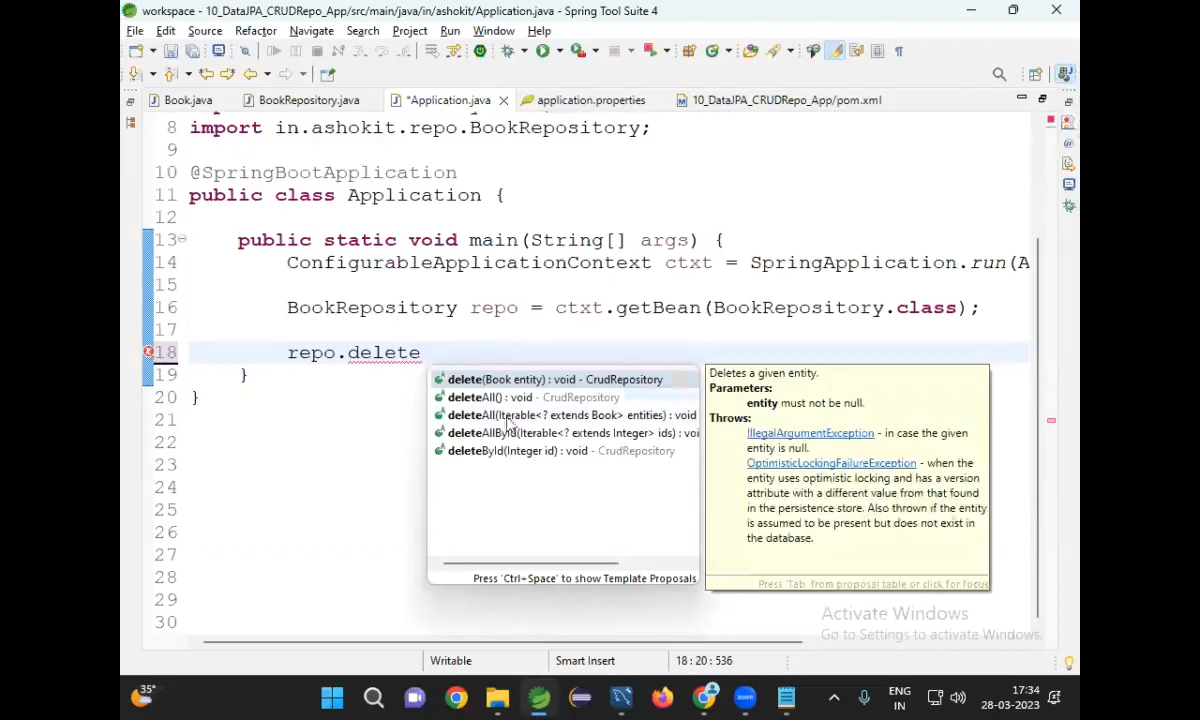 workspace - 10_DataJPA_CRUDRepo_App/src/main/java/in/ashokit/Application.java - Spring Tool Suite 4
File Edit Source Refactor Navigate Search Project Run Window Help
Book.java BookRepository.java *Application.java application.properties 10_DataJPA_CRUDRepo_App/pom.xml
8 import in.ashokit.repo.BookRepository;
9
10 @SpringBootApplication
11 public class Application {
12
13 public static void main(String[] args) {
14 ConfigurableApplicationContext ctxt = SpringApplication.run(A
15
16 BookRepository repo = ctxt.getBean(BookRepository.class);
17
18 repo.delete
19 }
20 }
21
22
23
24
25
26
27
28
29
30
delete(Book entity) : void - CrudRepository
deleteAll() : void - CrudRepository
deleteAll(Iterable<? extends Book> entities) : void
deleteAllById(Iterable<? extends Integer> ids) : voi
deleteById(Integer id) : void - CrudRepository
Press 'Ctrl+Space' to show Template Proposals
Deletes a given entity.
Parameters:
entity must not be null.
Throws:
IllegalArgumentException - in case the given
entity is null.
OptimisticLockingFailureException - when the
entity uses optimistic locking and has a version
attribute with a different value from that found
in the persistence store. Also thrown if the entity
is assumed to be present but does not exist in
the database.
Press 'Tab' from proposal table or click for focus
Activate Windows
Go to Settings to activate Windows.
Writable Smart Insert 18 : 20 : 536
35°
zoom
ENG
IN
17:34
28-03-2023